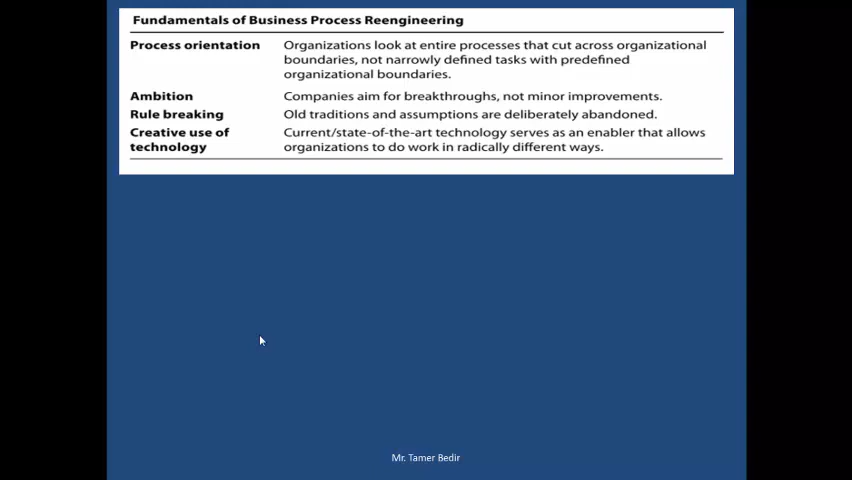 Fundamentals of Business Process Reengineering
Process orientation Organizations look at entire processes that cut across organizational
boundaries, not narrowly defined tasks with predefined
organizational boundaries.
Ambition Companies aim for breakthroughs, not minor improvements.
Rule breaking Old traditions and assumptions are deliberately abandoned.
Creative use of Current/state-of-the-art technology serves as an enabler that allows
technology organizations to do work in radically different ways.
Mr. Tamer Bedir